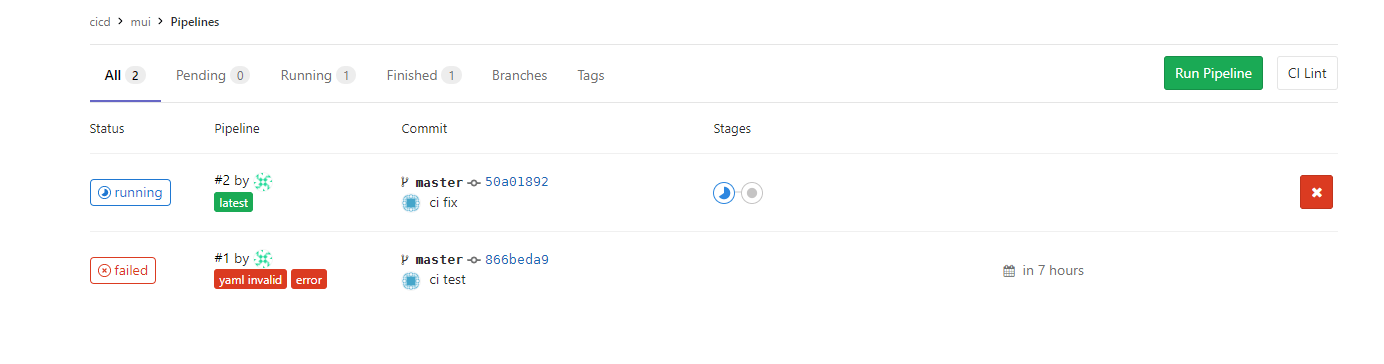 cicd > mui > Pipelines
All 2 Pending 0 Running 1 Finished 1 Branches Tags Run Pipeline CI Lint
Status Pipeline Commit Stages
running #2 by master 50a01892
latest ci fix
failed #1 by master 866beda9 in 7 hours
yaml invalid error ci test